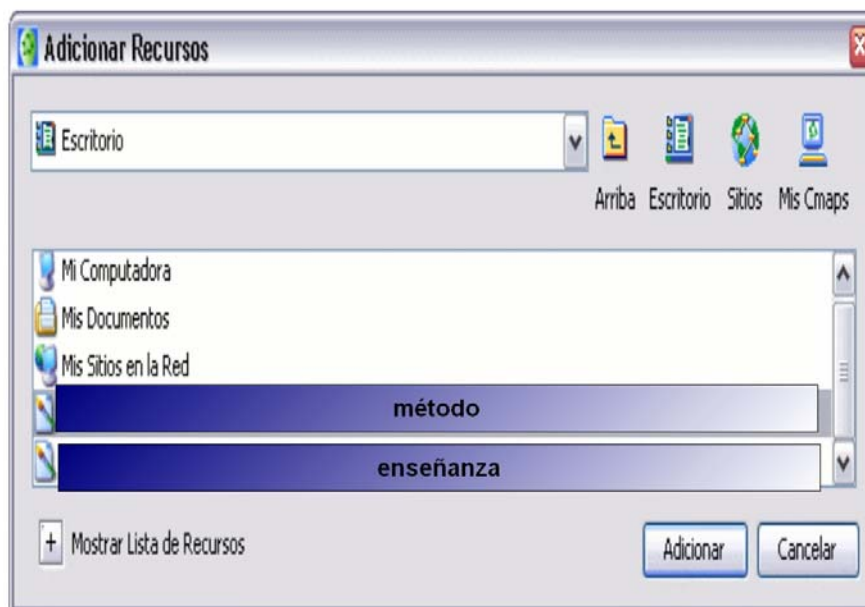 Adicionar Recursos
Escritorio
Arriba Escritorio Sitios Mis Cmaps
Mi Computadora
Mis Documentos
Mis Sitios en la Red
método
enseñanza
+ Mostrar Lista de Recursos
Adicionar Cancelar